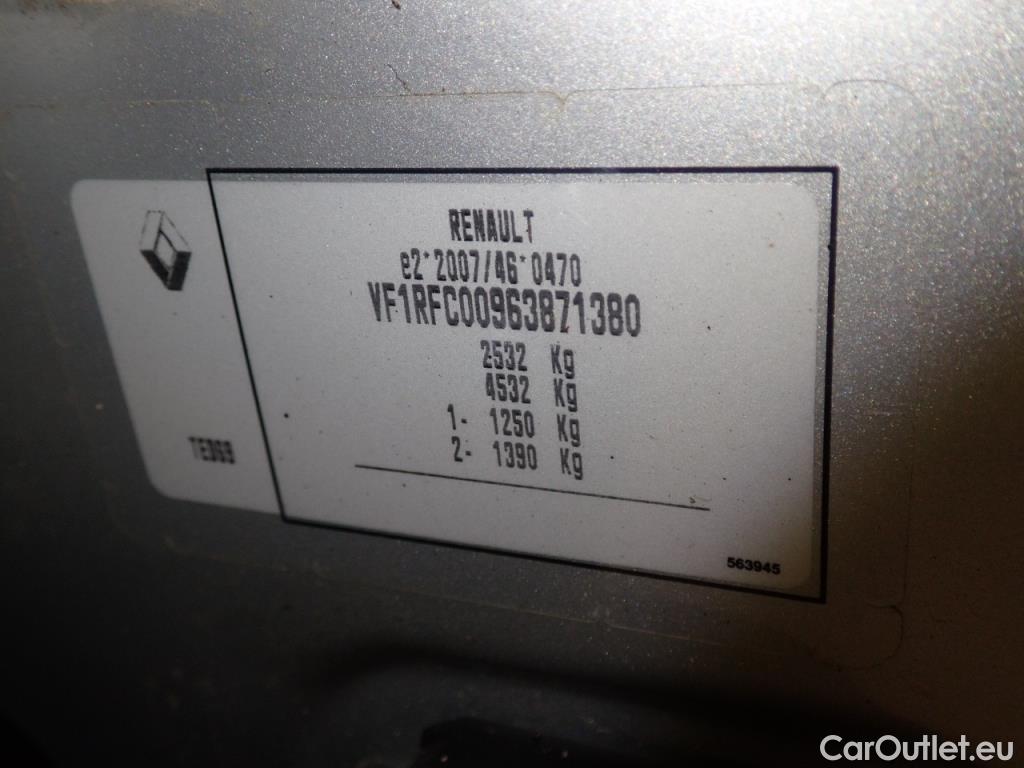 RENAULT
e2*2007/46*0470
VF1RFC00963871380
2532 Kg
4532 Kg
1- 1250 Kg
2- 1390 Kg
TED69
563945
CarOutlet.eu